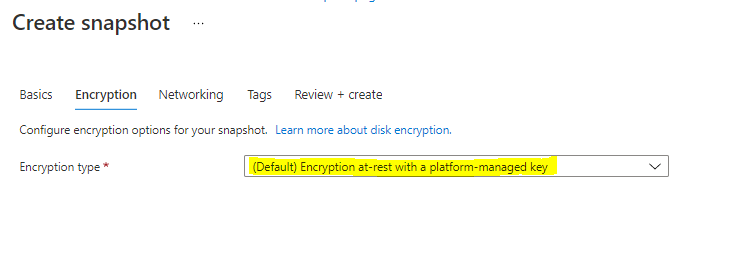 Create snapshot ...
Basics Encryption Networking Tags Review + create
Configure encryption options for your snapshot. Learn more about disk encryption.
Encryption type * (Default) Encryption at-rest with a platform-managed key